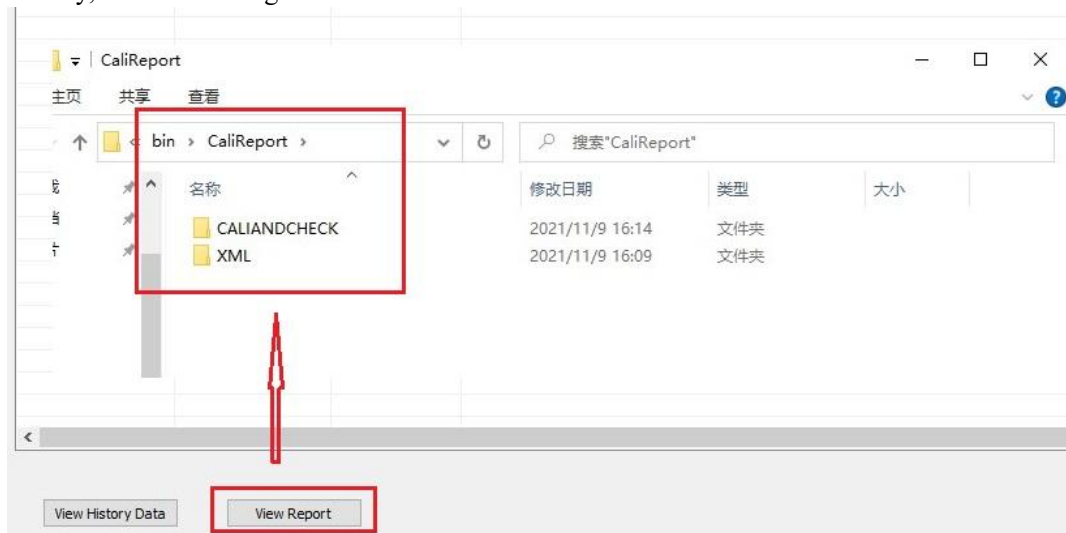 CaliReport
主页 共享 查看
« bin › CaliReport › 搜索"CaliReport"
名称 修改日期 类型 大小
CALIANDCHECK 2021/11/9 16:14 文件夹
XML 2021/11/9 16:09 文件夹
View History Data View Report